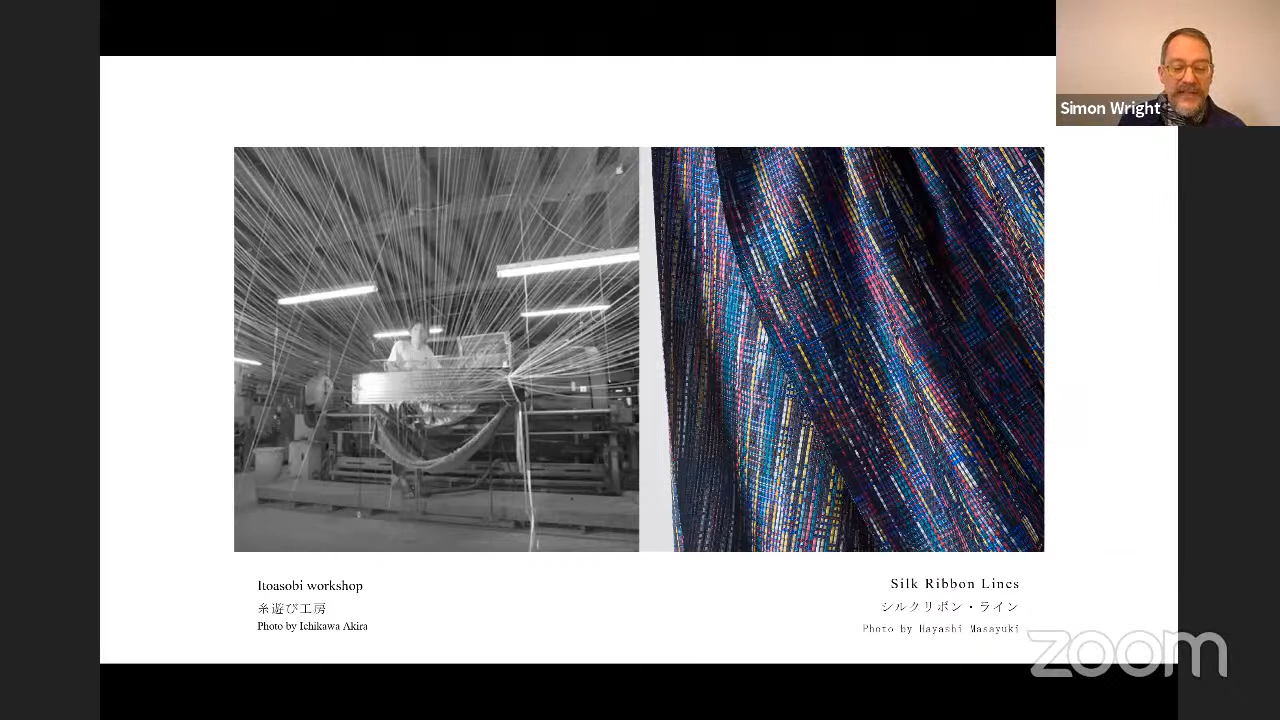 Simon Wright
Itoasobi workshop
糸遊び工房
Photo by Ichikawa Akira
Silk Ribbon Lines
シルクリボン・ライン
Photo by Hayashi Masayuki
zoom